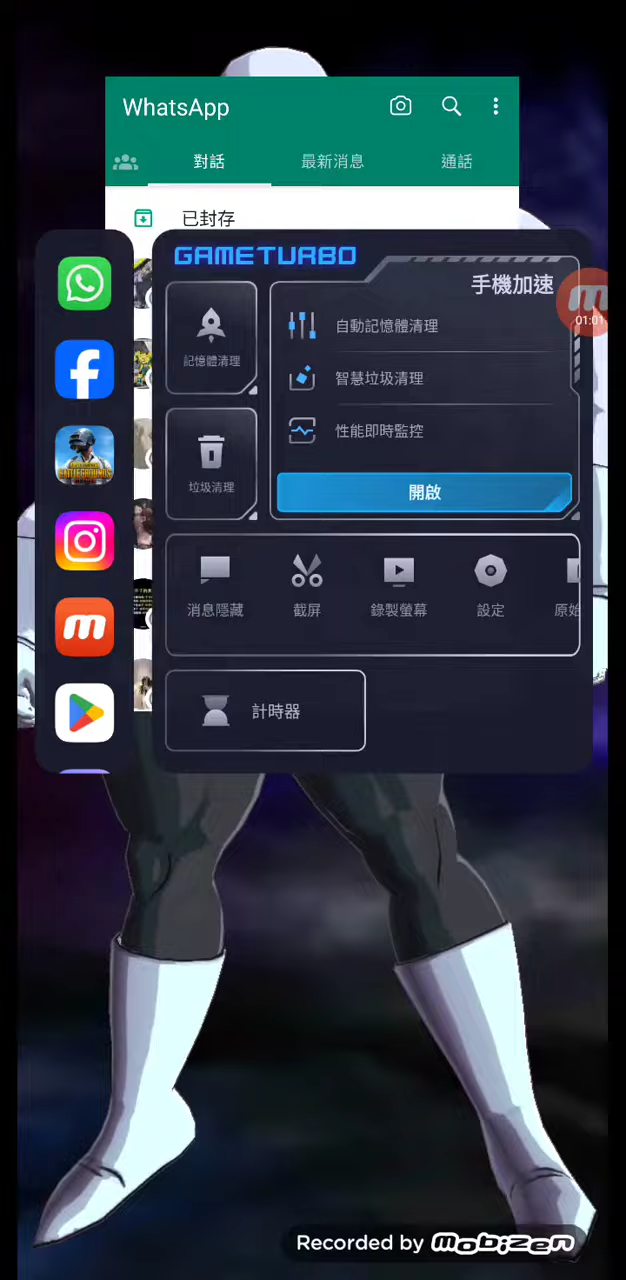 WhatsApp
對話
最新消息
通話
已封存
GAMETURBO
手機加速
01:01
記憶體清理
自動記憶體清理
智慧垃圾清理
性能即時監控
垃圾清理
開啟
消息隱藏
截屏
錄製螢幕
設定
原始
計時器
Recorded by mobizen